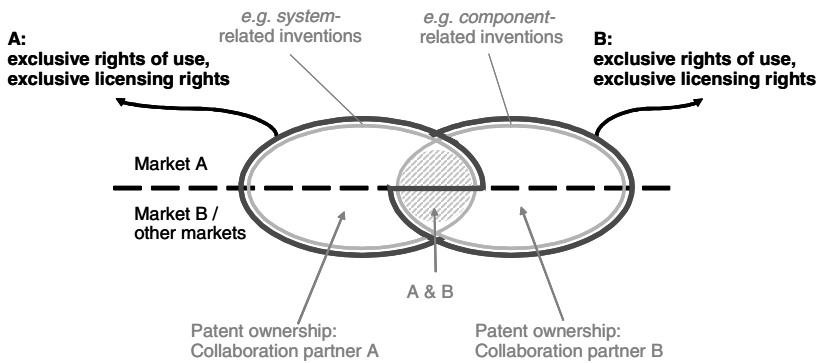 e.g. system-
related inventions
e.g. component-
related inventions
A:
exclusive rights of use,
exclusive licensing rights
B:
exclusive rights of use,
exclusive licensing rights
Market A
Market B /
other markets
A & B
Patent ownership:
Collaboration partner A
Patent ownership:
Collaboration partner B